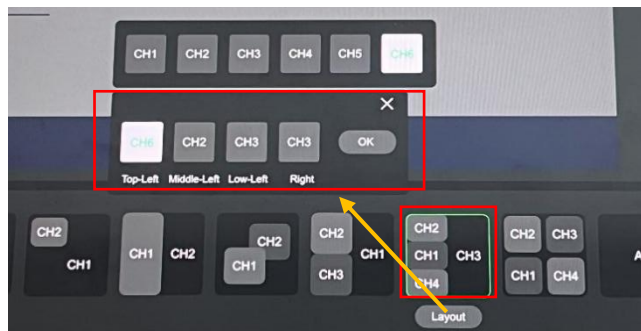 CH1 CH2 CH3 CH4 CH5 CH6
CH6 CH2 CH3 CH3 OK
Top-Left Middle-Left Low-Left Right
CH2
CH1
CH1 CH2
CH2
CH1
CH2
CH1
CH3
CH2
CH1 CH3
CH4
CH2 CH3
CH1 CH4
A
Layout